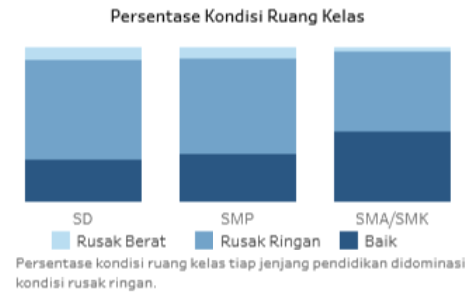 Persentase Kondisi Ruang Kelas
SD SMP SMA/SMK
Rusak Berat Rusak Ringan Baik
Persentase kondisi ruang kelas tiap jenjang pendidikan didominasi
kondisi rusak ringan.